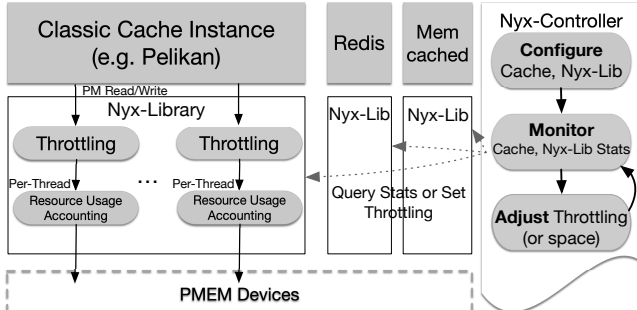 Classic Cache Instance
(e.g. Pelikan)
Redis
Mem
cached
Nyx-Controller
Configure
Cache, Nyx-Lib
PM Read/Write
Nyx-Library
Nyx-Lib
Nyx-Lib
Throttling
Throttling
Monitor
Cache, Nyx-Lib Stats
Per-Thread
...
Per-Thread
Resource Usage
Accounting
Resource Usage
Accounting
Query Stats or Set
Throttling
Adjust Throttling
(or space)
PMEM Devices